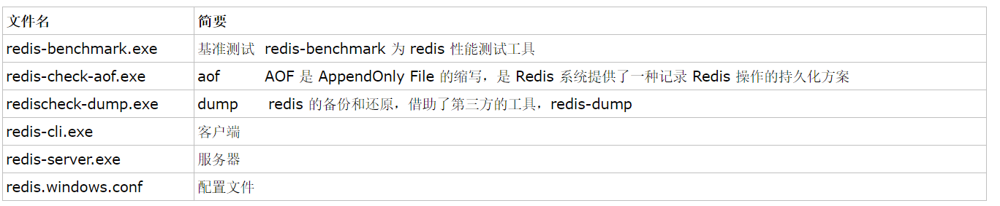 文件名 简要
redis-benchmark.exe 基准测试 redis-benchmark 为 redis 性能测试工具
redis-check-aof.exe aof AOF 是 AppendOnly File 的缩写，是 Redis 系统提供了一种记录 Redis 操作的持久化方案
redischeck-dump.exe dump redis 的备份和还原，借助了第三方的工具，redis-dump
redis-cli.exe 客户端
redis-server.exe 服务器
redis.windows.conf 配置文件